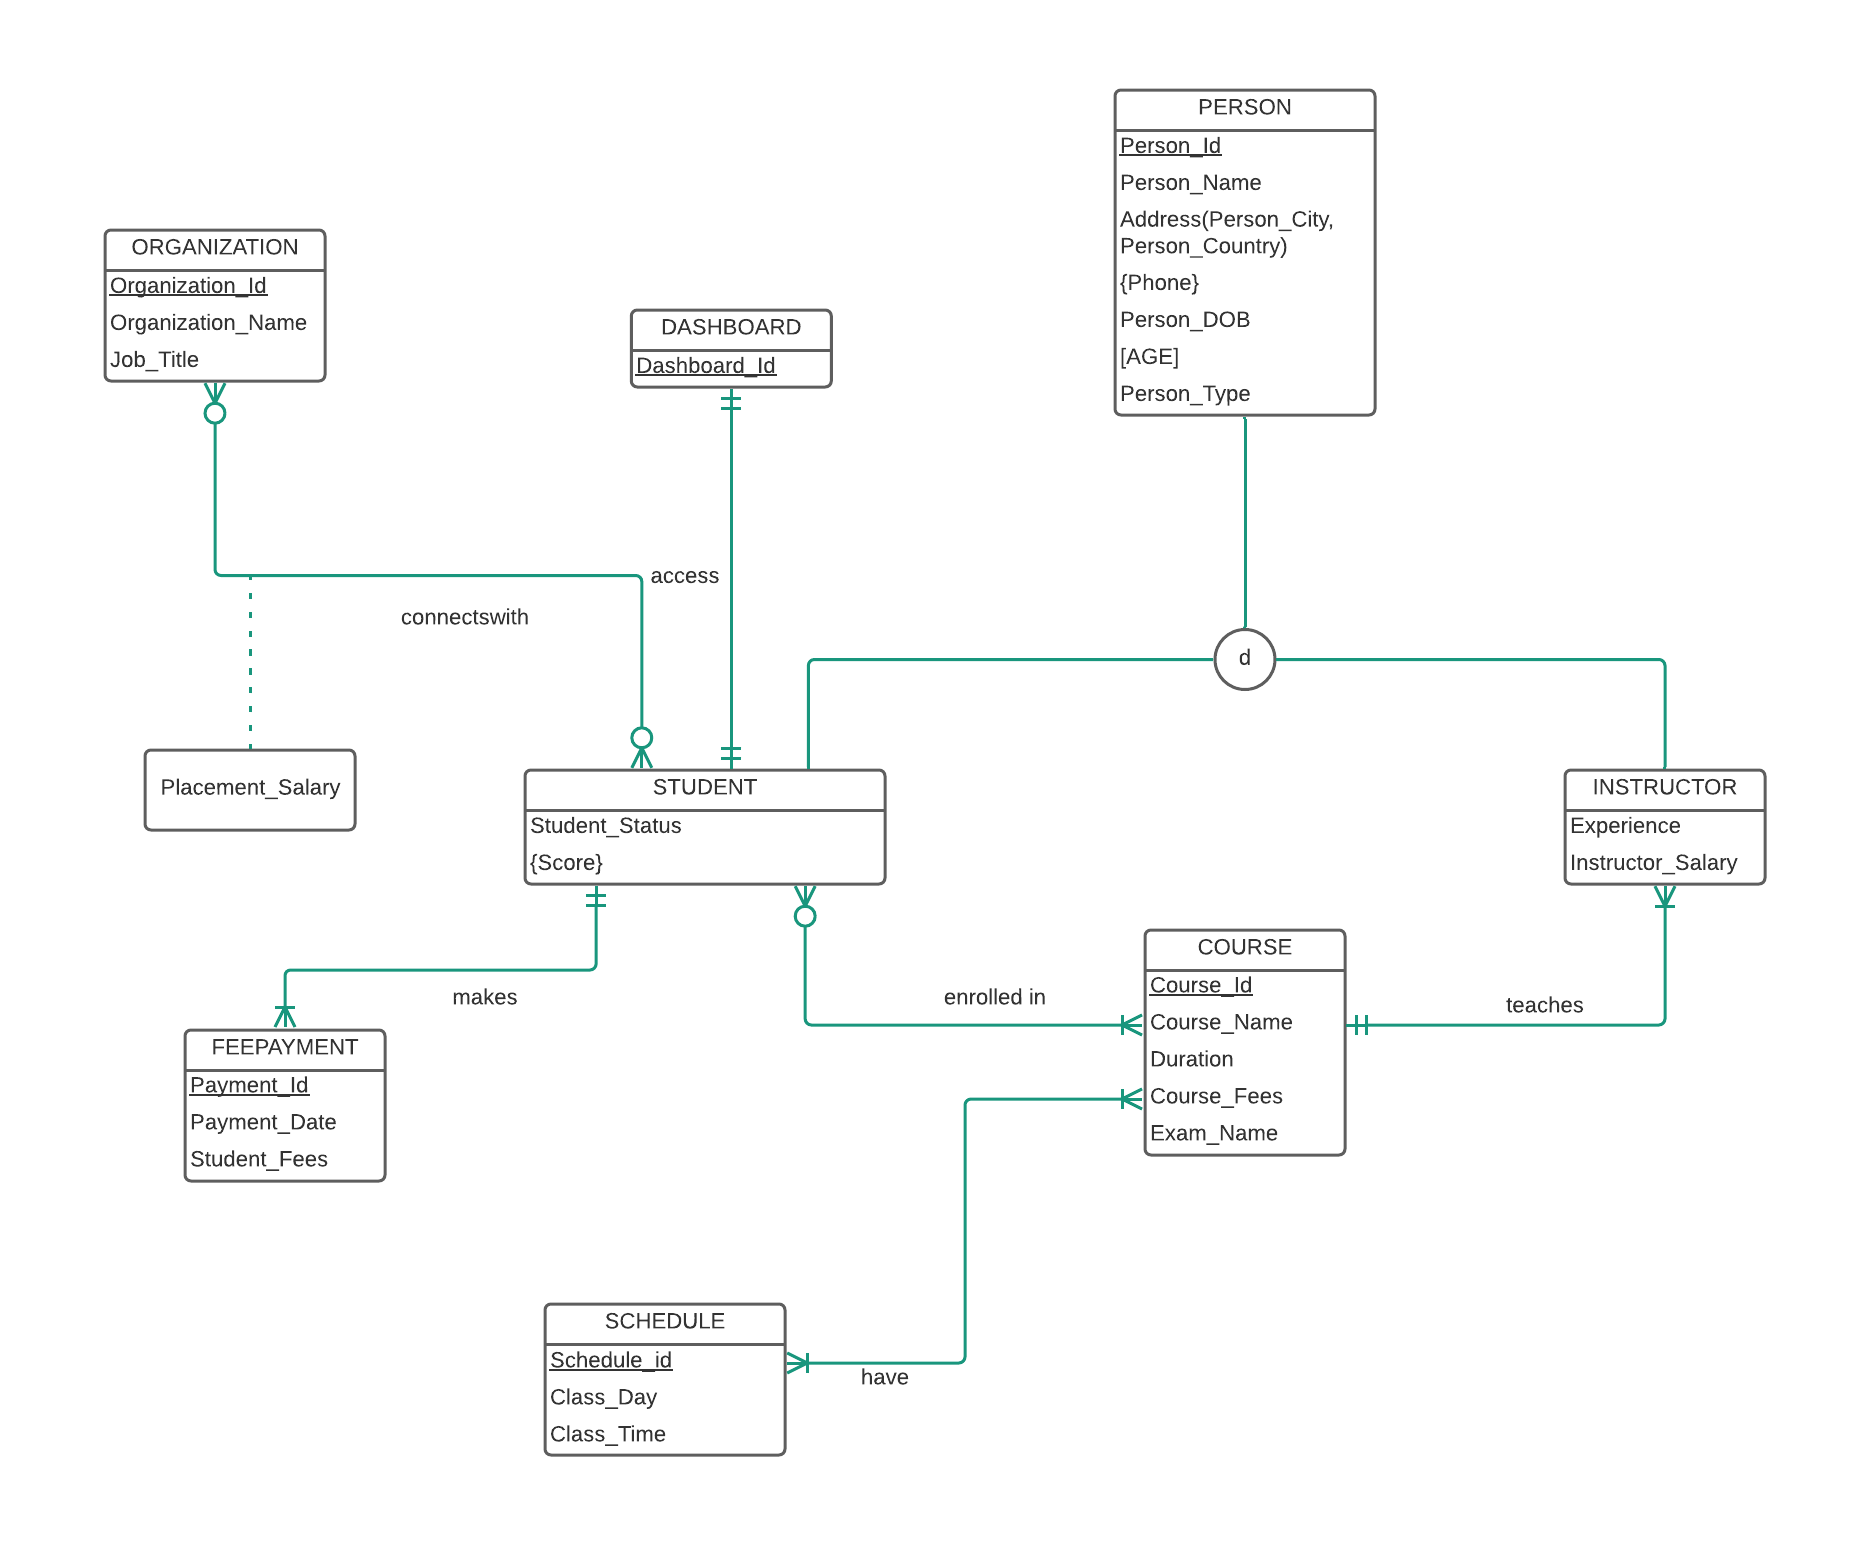 PERSON
Person_Id
Person_Name
Address(Person_City,
Person_Country)
{Phone}
Person_DOB
[AGE]
Person_Type
ORGANIZATION
Organization_Id
Organization_Name
Job_Title
DASHBOARD
Dashboard_Id
access
connectswith
d
Placement_Salary
STUDENT
Student_Status
{Score}
INSTRUCTOR
Experience
Instructor_Salary
makes
enrolled in
teaches
COURSE
Course_Id
Course_Name
Duration
Course_Fees
Exam_Name
FEEPAYMENT
Payment_Id
Payment_Date
Student_Fees
SCHEDULE
Schedule_id
Class_Day
Class_Time
have